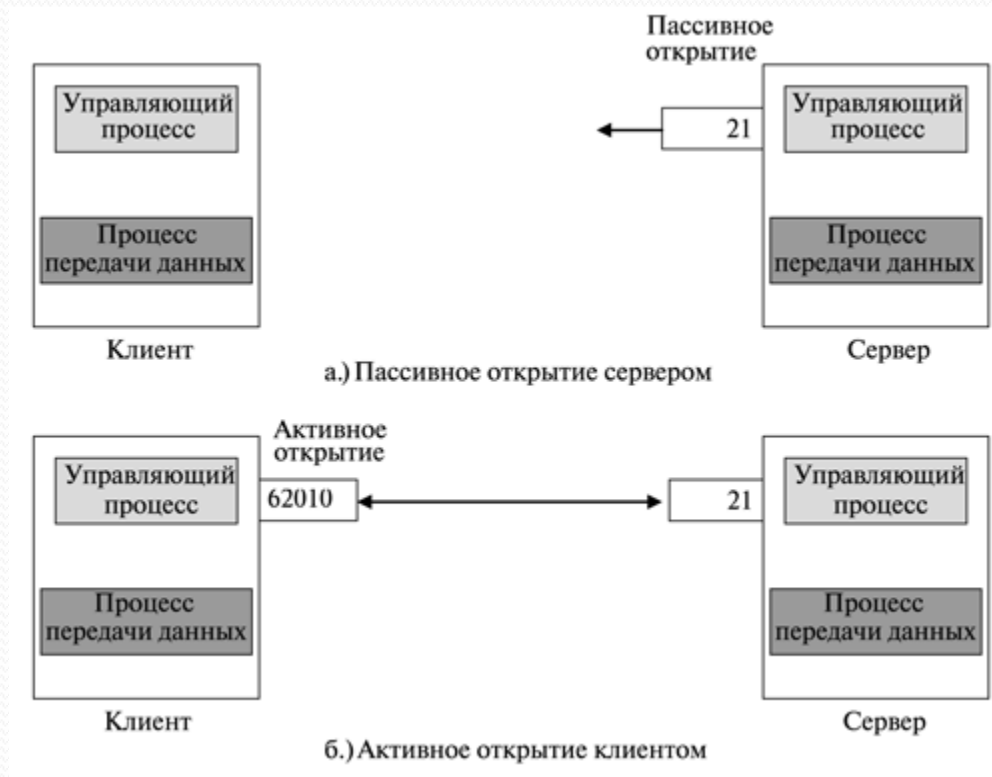 Пассивное
открытие
Управляющий
процесс
21
Управляющий
процесс
Процесс
передачи данных
Процесс
передачи данных
Клиент
Сервер
а.) Пассивное открытие сервером
Активное
открытие
Управляющий
процесс
62010
21
Управляющий
процесс
Процесс
передачи данных
Процесс
передачи данных
Клиент
Сервер
б.) Активное открытие клиентом